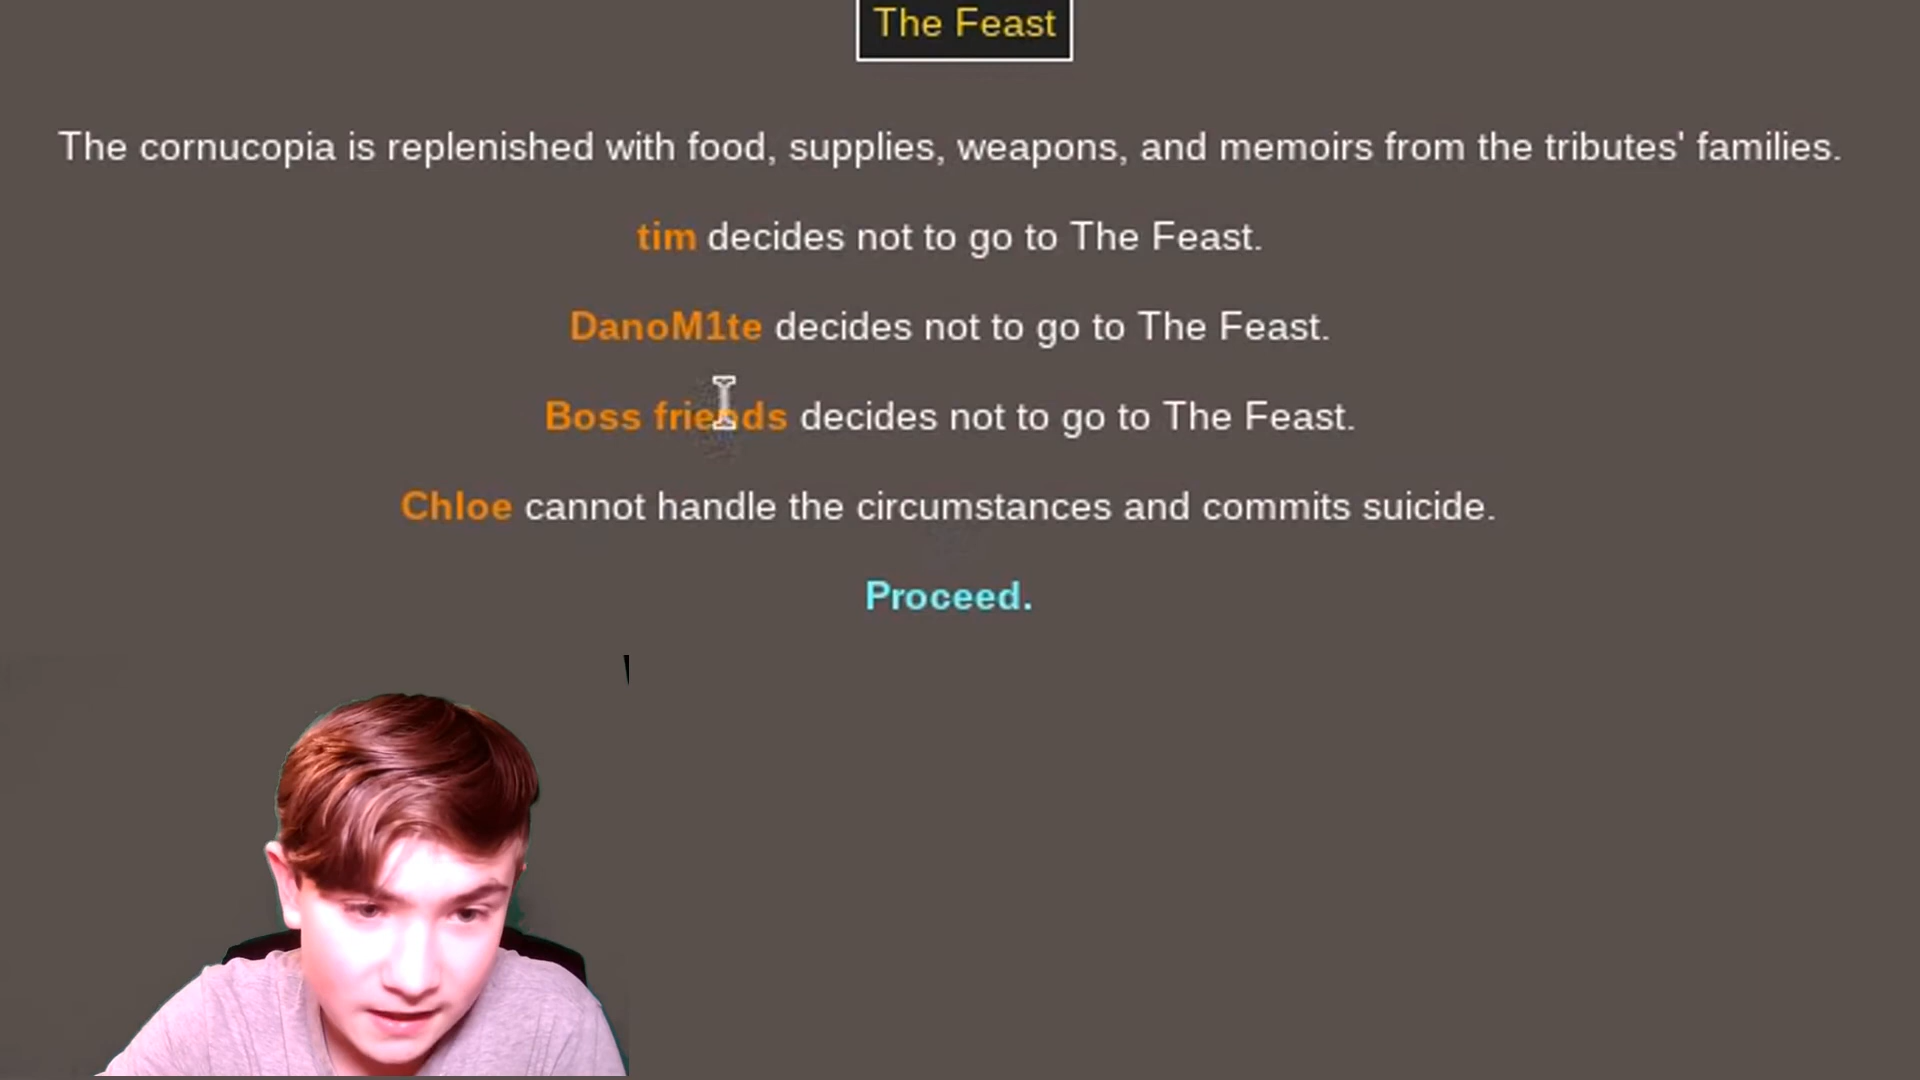 The Feast
The cornucopia is replenished with food, supplies, weapons, and memoirs from the tributes' families.
tim decides not to go to The Feast.
DanoM1te decides not to go to The Feast.
Boss friends decides not to go to The Feast.
Chloe cannot handle the circumstances and commits suicide.
Proceed.